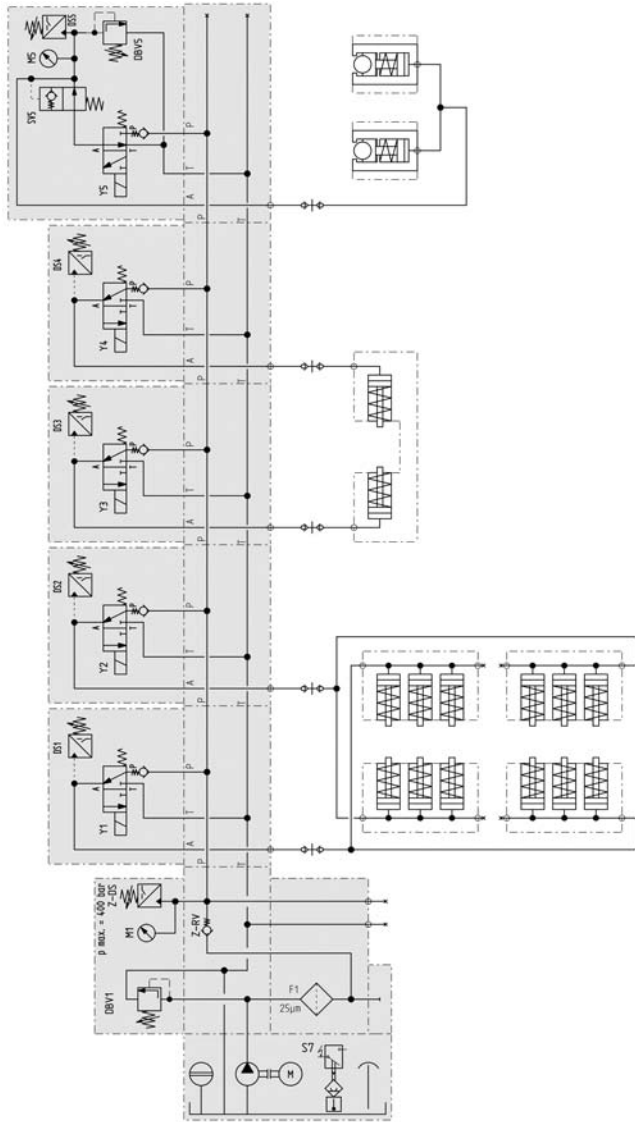 DS5
M5
DBV5
SV5
A
T
P
Y5
A
P
T
DS4
A
T
P
Y4
A
P
T
DS3
A
T
P
Y3
A
P
T
DS2
A
T
P
Y2
A
P
T
DS1
A
T
P
Y1
A
P
T
p max. = 400 bar
Z-DS
M1
Z-RV
DBV1
F1
25µm
S7
M